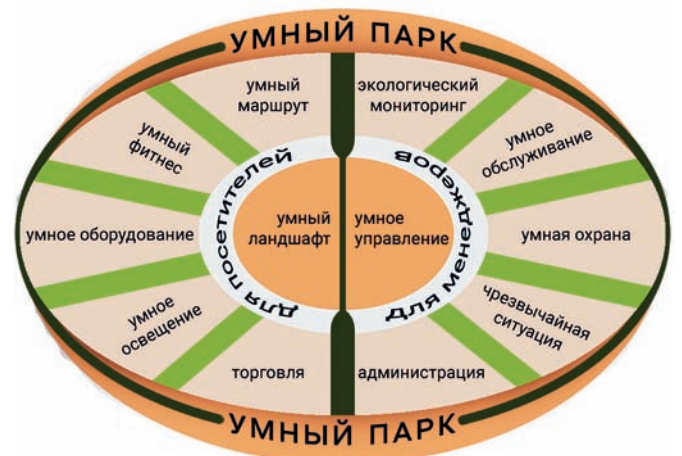 УМНЫЙ ПАРК
умный
маршрут
экологический
мониторинг
умный
фитнес
умное
обслуживание
для посетителей
для менеджеров
умное оборудование
умный
ландшафт
умное
управление
умная охрана
умное
освещение
чрезвычайная
ситуация
торговля
администрация
УМНЫЙ ПАРК